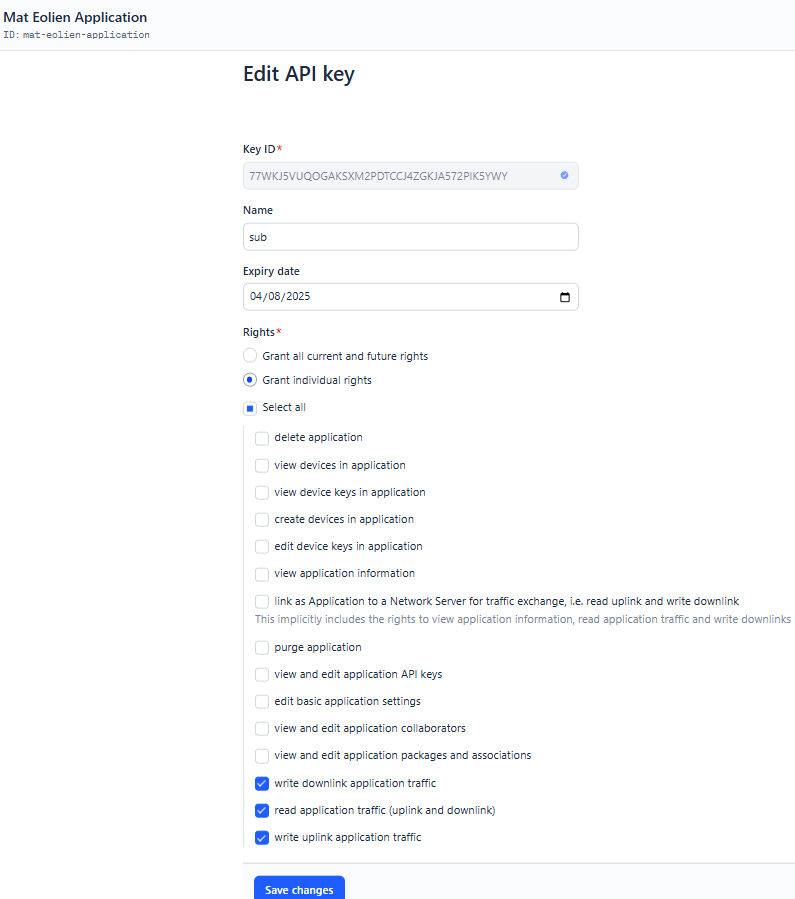 Mat Eolien Application
ID: mat-eolien-application
Edit API key
Key ID*
77WKJ5VUQOGAKSXM2PDTCCJ4ZGKJA572PIK5YWY
Name
sub
Expiry date
04/08/2025
Rights*
Grant all current and future rights
Grant individual rights
Select all
delete application
view devices in application
view device keys in application
create devices in application
edit device keys in application
view application information
link as Application to a Network Server for traffic exchange, i.e. read uplink and write downlink
This implicitly includes the rights to view application information, read application traffic and write downlinks
purge application
view and edit application API keys
edit basic application settings
view and edit application collaborators
view and edit application packages and associations
write downlink application traffic
read application traffic (uplink and downlink)
write uplink application traffic
Save changes